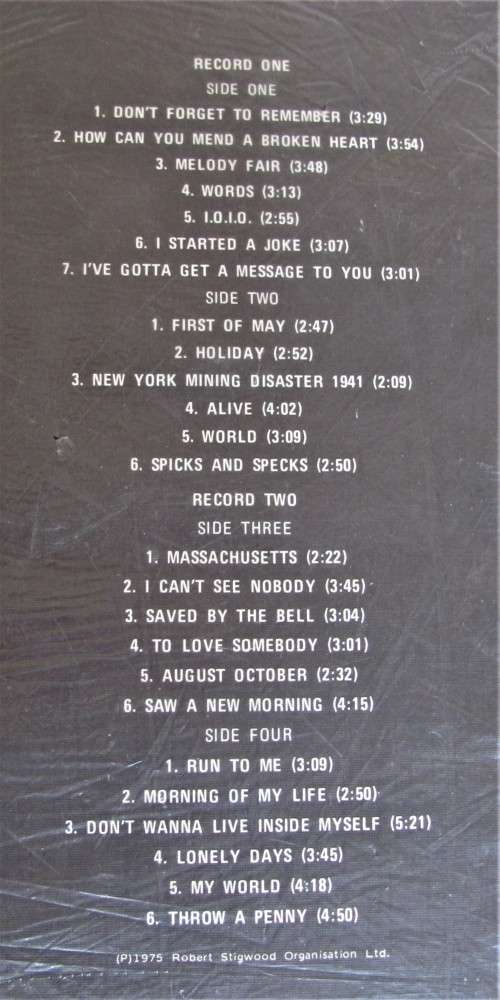 RECORD ONE
SIDE ONE
1. DON'T FORGET TO REMEMBER (3:29)
2. HOW CAN YOU MEND A BROKEN HEART (3:54)
3. MELODY FAIR (3:48)
4. WORDS (3:13)
5. I.O.I.O. (2:55)
6. I STARTED A JOKE (3:07)
7. I'VE GOTTA GET A MESSAGE TO YOU (3:01)
SIDE TWO
1. FIRST OF MAY (2:47)
2. HOLIDAY (2:52)
3. NEW YORK MINING DISASTER 1941 (2:09)
4. ALIVE (4:02)
5. WORLD (3:09)
6. SPICKS AND SPECKS (2:50)
RECORD TWO
SIDE THREE
1. MASSACHUSETTS (2:22)
2. I CAN'T SEE NOBODY (3:45)
3. SAVED BY THE BELL (3:04)
4. TO LOVE SOMEBODY (3:01)
5. AUGUST OCTOBER (2:32)
6. SAW A NEW MORNING (4:15)
SIDE FOUR
1. RUN TO ME (3:09)
2. MORNING OF MY LIFE (2:50)
3. DON'T WANNA LIVE INSIDE MYSELF (5:21)
4. LONELY DAYS (3:45)
5. MY WORLD (4:18)
6. THROW A PENNY (4:50)
(P)1975 Robert Stigwood Organisation Ltd.